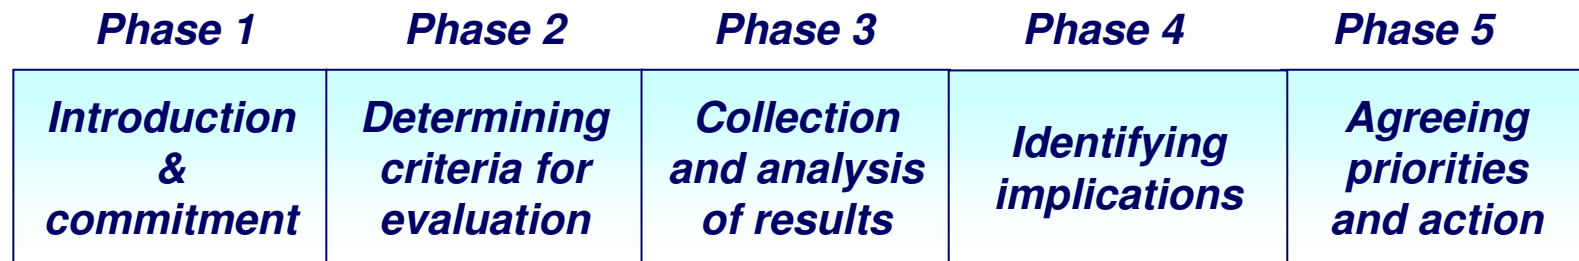 Phase 1 Phase 2 Phase 3 Phase 4 Phase 5
Introduction
&
commitment
Determining
criteria for
evaluation
Collection
and analysis
of results
Identifying
implications
Agreeing
priorities
and action